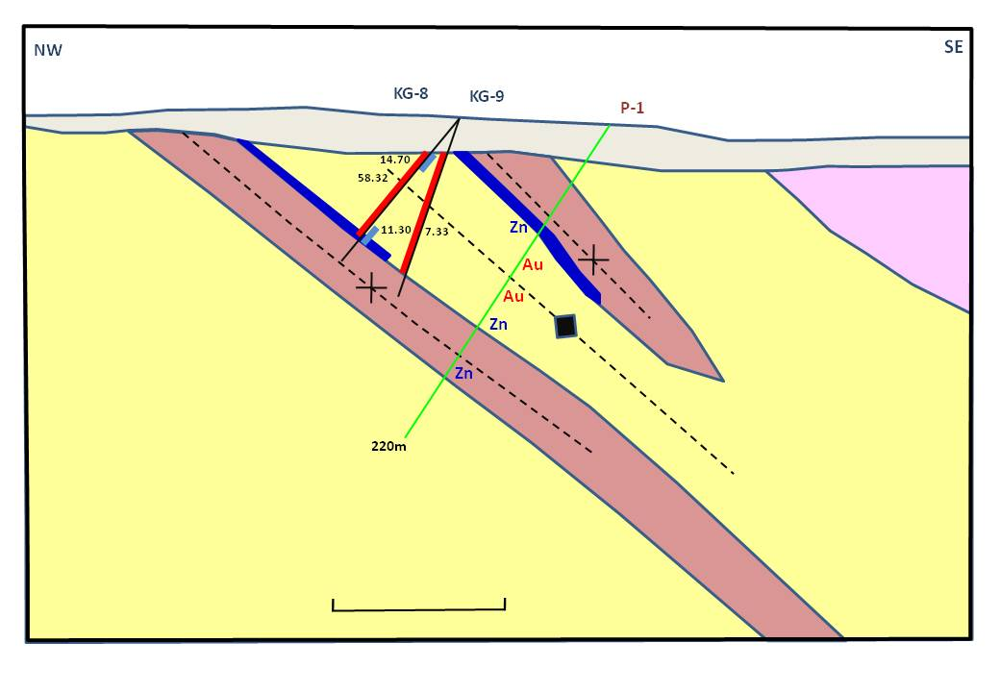 NW
SE
KG-8
KG-9
P-1
14.70
58.32
11.30
7.33
Zn
Au
Au
Zn
Zn
220m